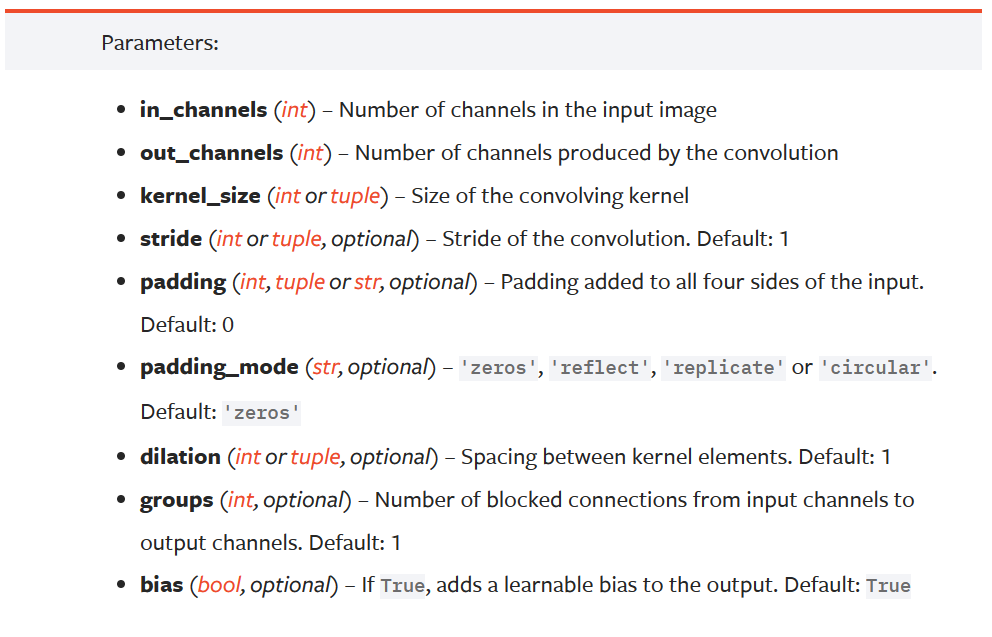 Parameters:
• in_channels (int) – Number of channels in the input image
• out_channels (int) – Number of channels produced by the convolution
• kernel_size (int or tuple) – Size of the convolving kernel
• stride (int or tuple, optional) – Stride of the convolution. Default: 1
• padding (int, tuple or str, optional) – Padding added to all four sides of the input.
Default: 0
• padding_mode (str, optional) – 'zeros', 'reflect', 'replicate' or 'circular'.
Default: 'zeros'
• dilation (int or tuple, optional) – Spacing between kernel elements. Default: 1
• groups (int, optional) – Number of blocked connections from input channels to
output channels. Default: 1
• bias (bool, optional) – If True, adds a learnable bias to the output. Default: True